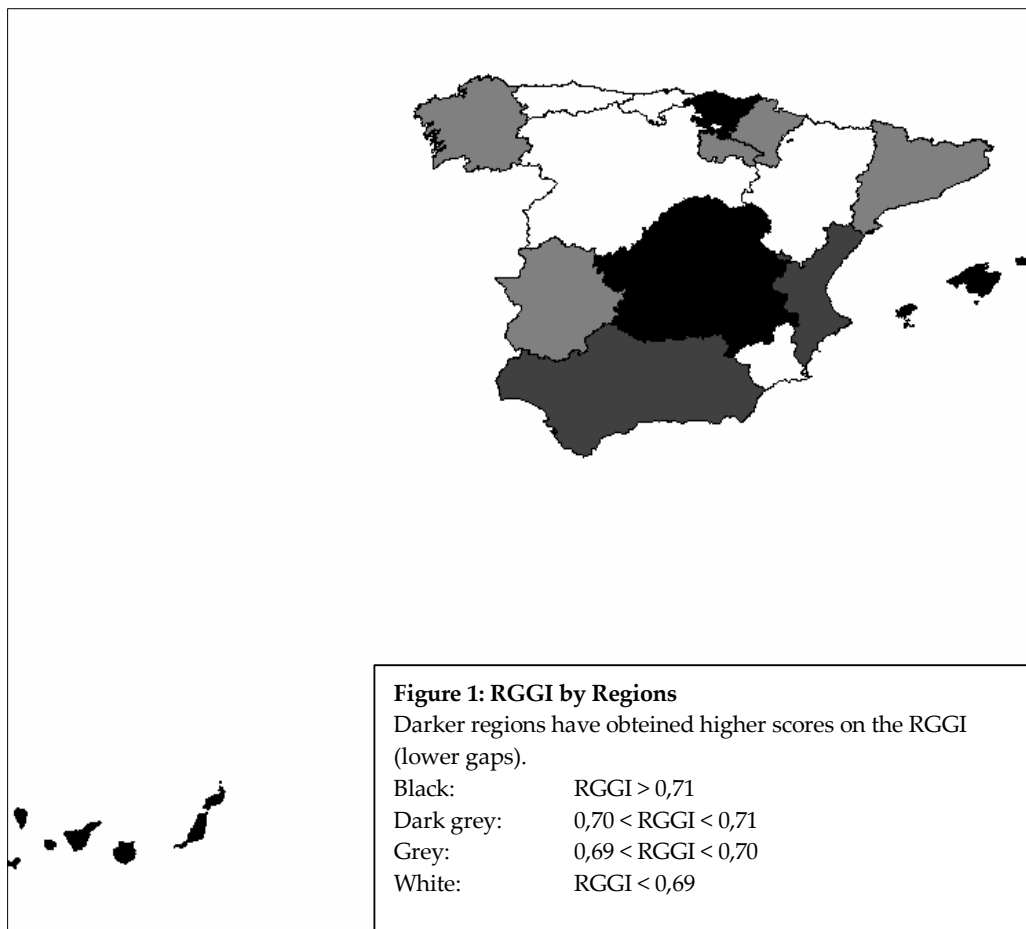 Figure 1: RGGI by Regions
Darker regions have obteined higher scores on the RGGI
(lower gaps).
Black: RGGI > 0,71
Dark grey: 0,70 < RGGI < 0,71
Grey: 0,69 < RGGI < 0,70
White: RGGI < 0,69